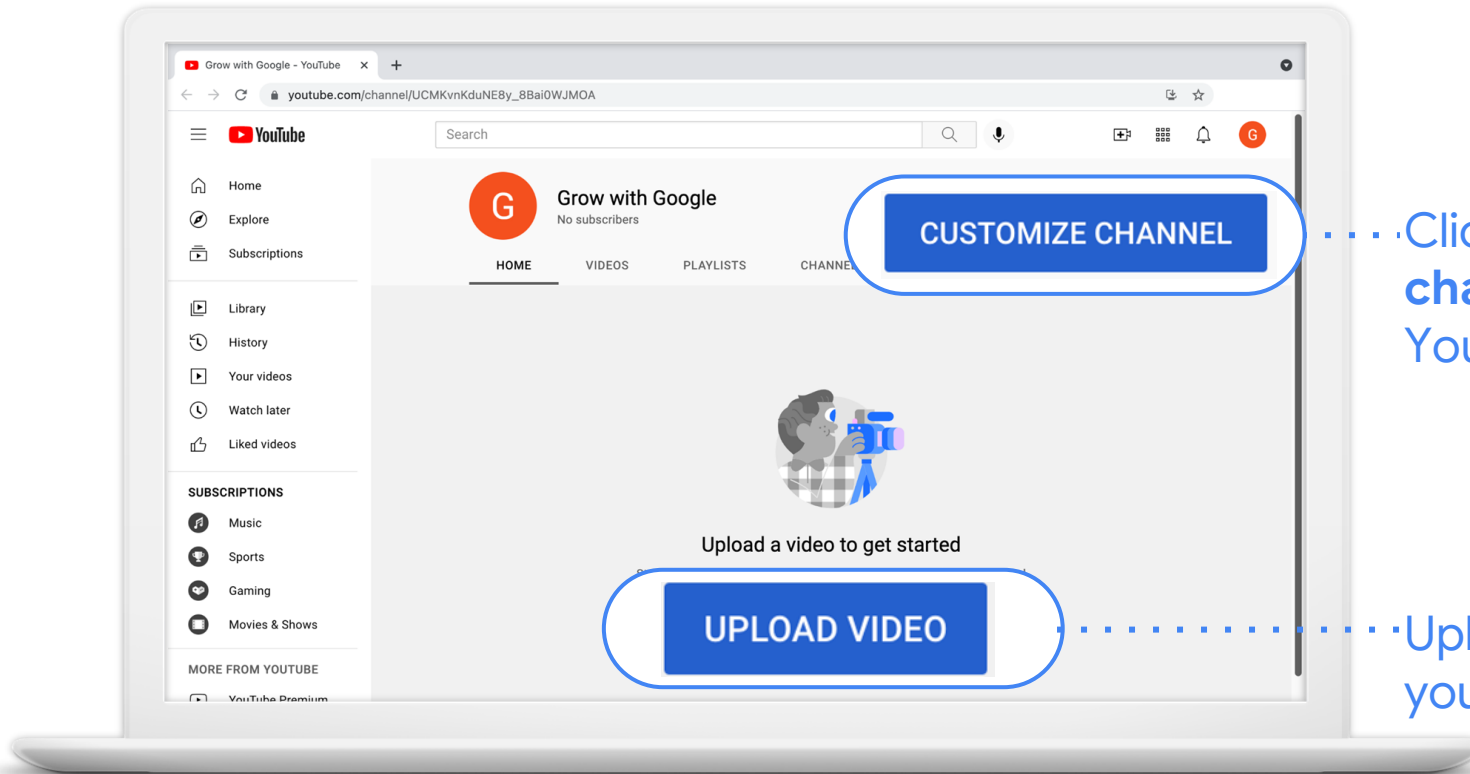 Grow with Google - YouTube
youtube.com/channel/UCMKvnKduNE8y_8Bai0WJMOA
YouTube
Search
G
Home
Explore
Subscriptions
Library
History
Your videos
Watch later
Liked videos
SUBSCRIPTIONS
Music
Sports
Gaming
Movies & Shows
MORE FROM YOUTUBE
YouTube Premium
G
Grow with Google
No subscribers
CUSTOMIZE CHANNEL
HOME VIDEOS PLAYLISTS CHANNEL
Upload a video to get started
UPLOAD VIDEO